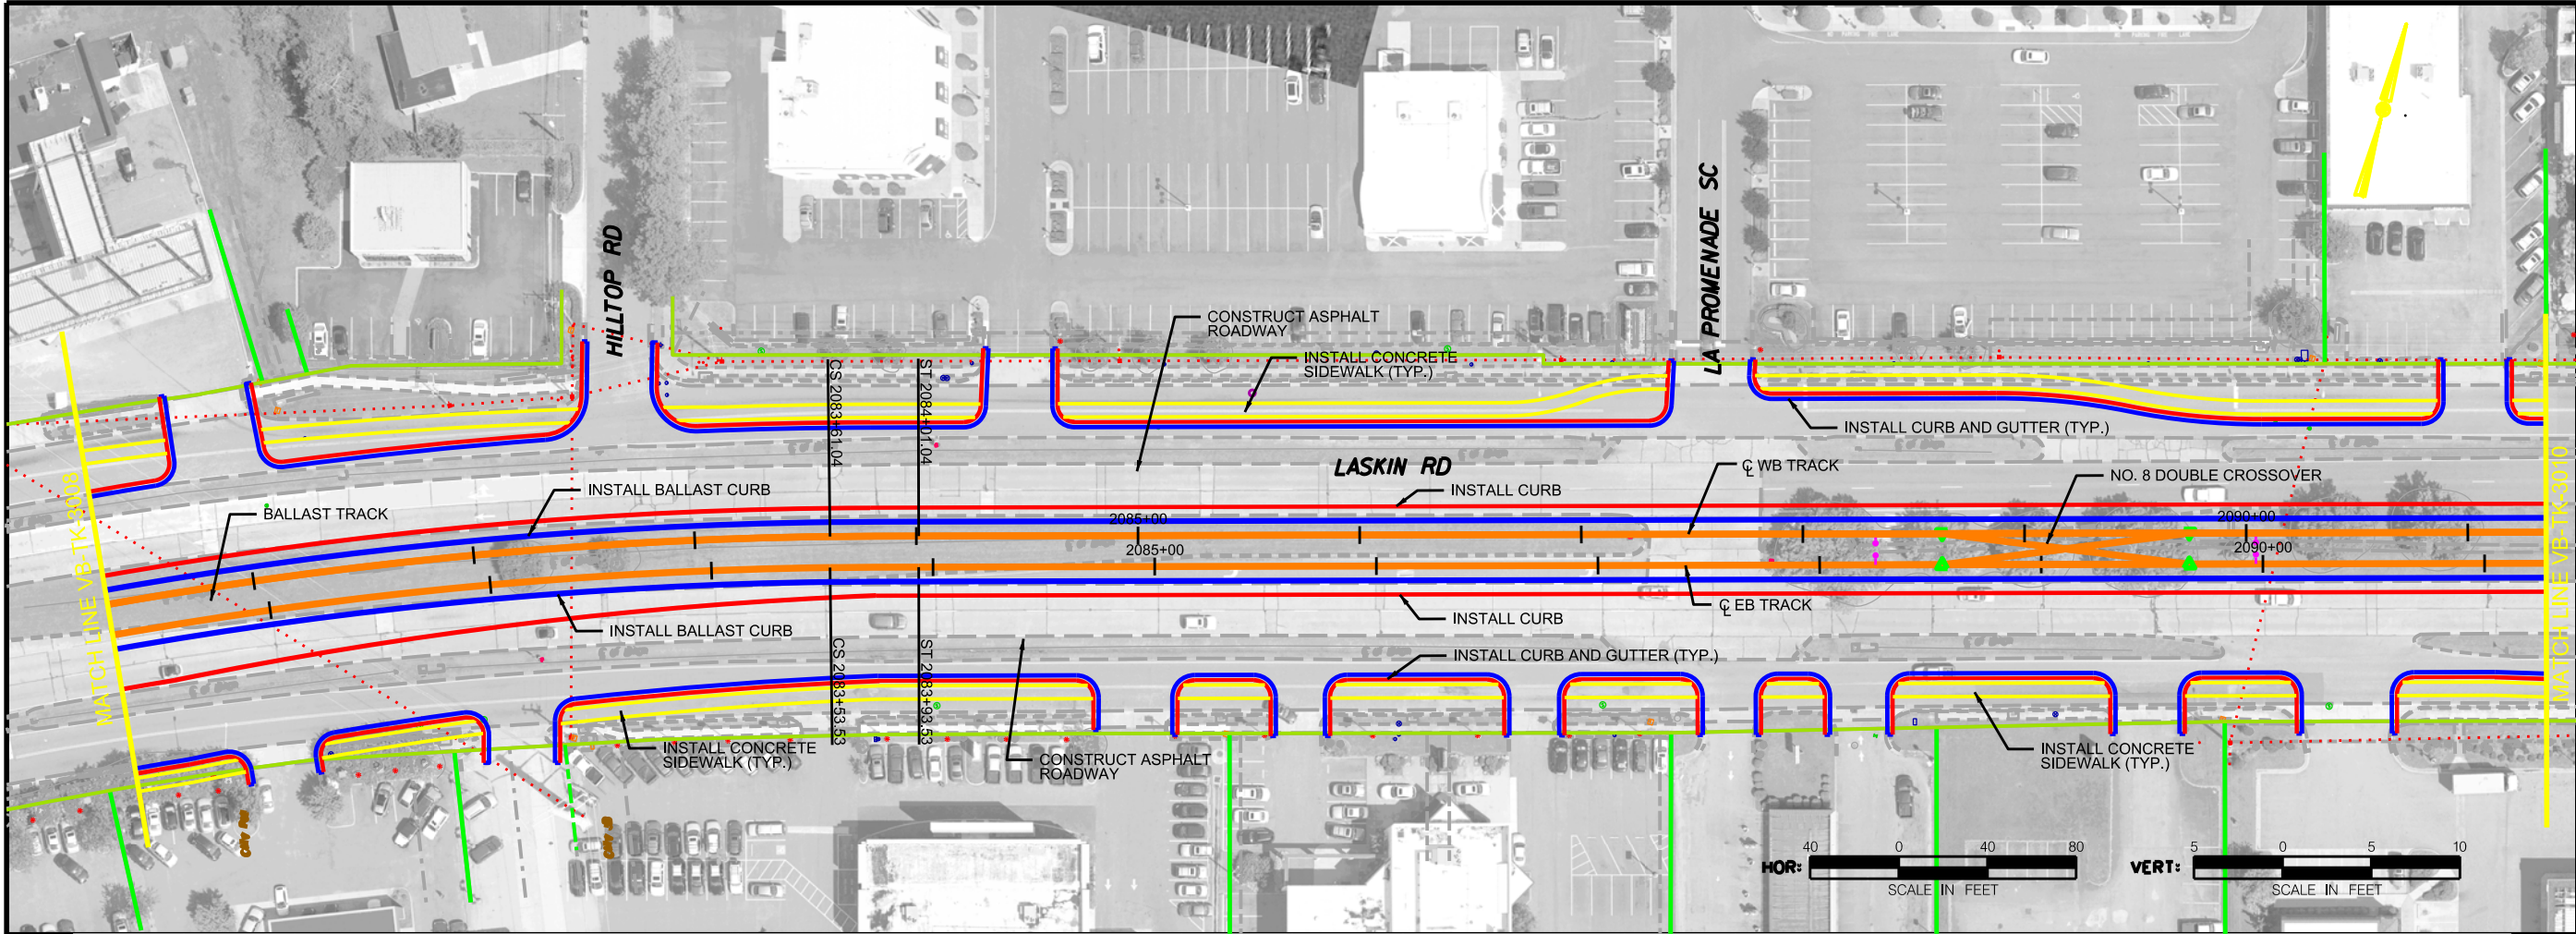 HILLTOP RD
LA PROMENADE SC
CONSTRUCT ASPHALT
ROADWAY
INSTALL CONCRETE
SIDEWALK (TYP.)
CS 2083+61.04
ST 2084+01.04
INSTALL CURB AND GUTTER (TYP.)
LASKIN RD
℄ WB TRACK
NO. 8 DOUBLE CROSSOVER
INSTALL BALLAST CURB
INSTALL CURB
BALLAST TRACK
2085+00
2090+00
2085+00
2090+00
MATCH LINE VB-TK-3008
MATCH LINE VB-TK-3010
℄ EB TRACK
INSTALL CURB
INSTALL BALLAST CURB
INSTALL CURB AND GUTTER (TYP.)
CS 2083+53.53
ST 2083+93.53
INSTALL CONCRETE
SIDEWALK (TYP.)
CONSTRUCT ASPHALT
ROADWAY
INSTALL CONCRETE
SIDEWALK (TYP.)
HOR:
40 0 40 80
SCALE IN FEET
VERT:
5 0 5 10
SCALE IN FEET